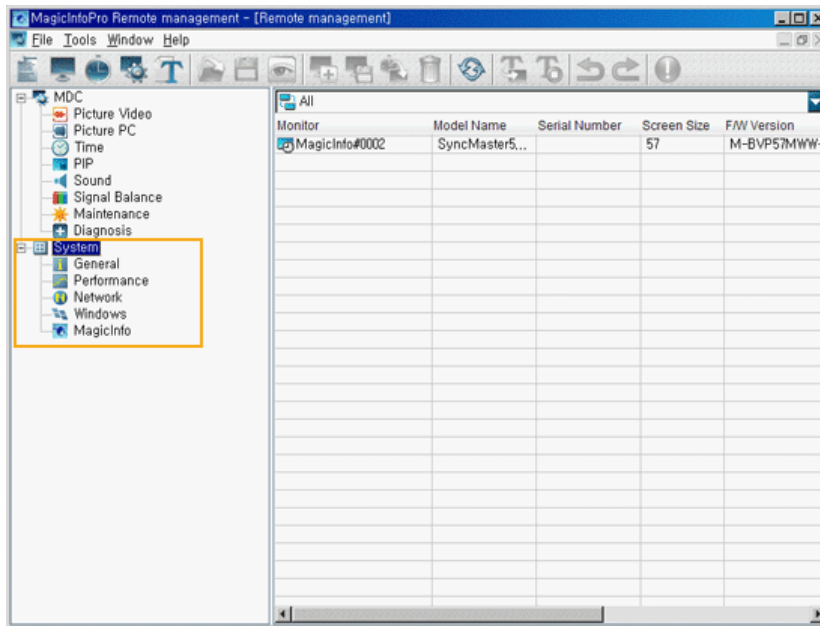 MagicInfoPro Remote management - [Remote management]
File Tools Window Help
MDC
Picture Video
Picture PC
Time
PIP
Sound
Signal Balance
Maintenance
Diagnosis
System
General
Performance
Network
Windows
MagicInfo
All
Monitor Model Name Serial Number Screen Size F/W Version
MagicInfo#0002 SyncMaster5... 57 M-BVP57MWW-